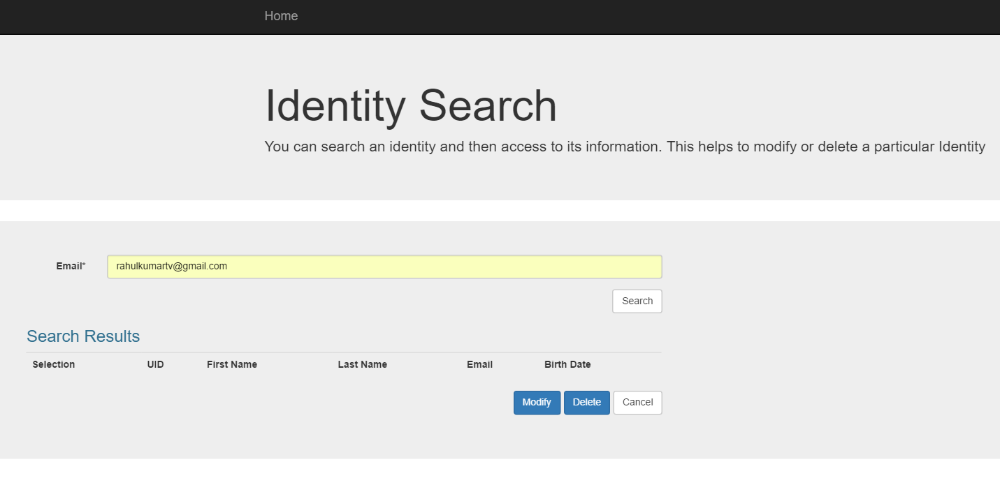 Home
Identity Search
You can search an identity and then access to its information. This helps to modify or delete a particular Identity
Email* rahulkumartv@gmail.com
Search
Search Results
Selection UID First Name Last Name Email Birth Date
Modify Delete Cancel